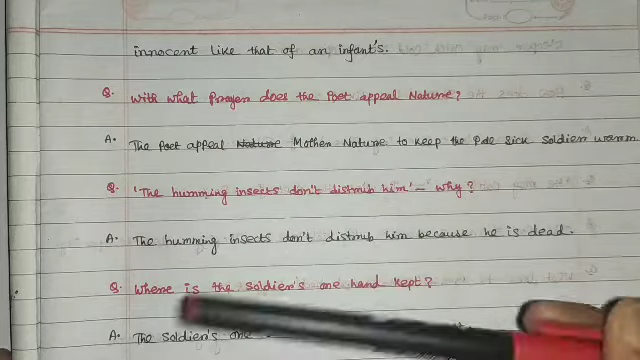 innocent like that of an infant's.
Q. With what Prayer does the Poet appeal Nature?
A. The Poet appeal Nature Mother Nature to keep the Pale Sick Soldier warm
Q. 'The humming insects don't distrub him' - why?
A. The humming insects don't distrub him because he is dead.
Q. Where is the Soldier's one hand kept?
A. The Soldier's one